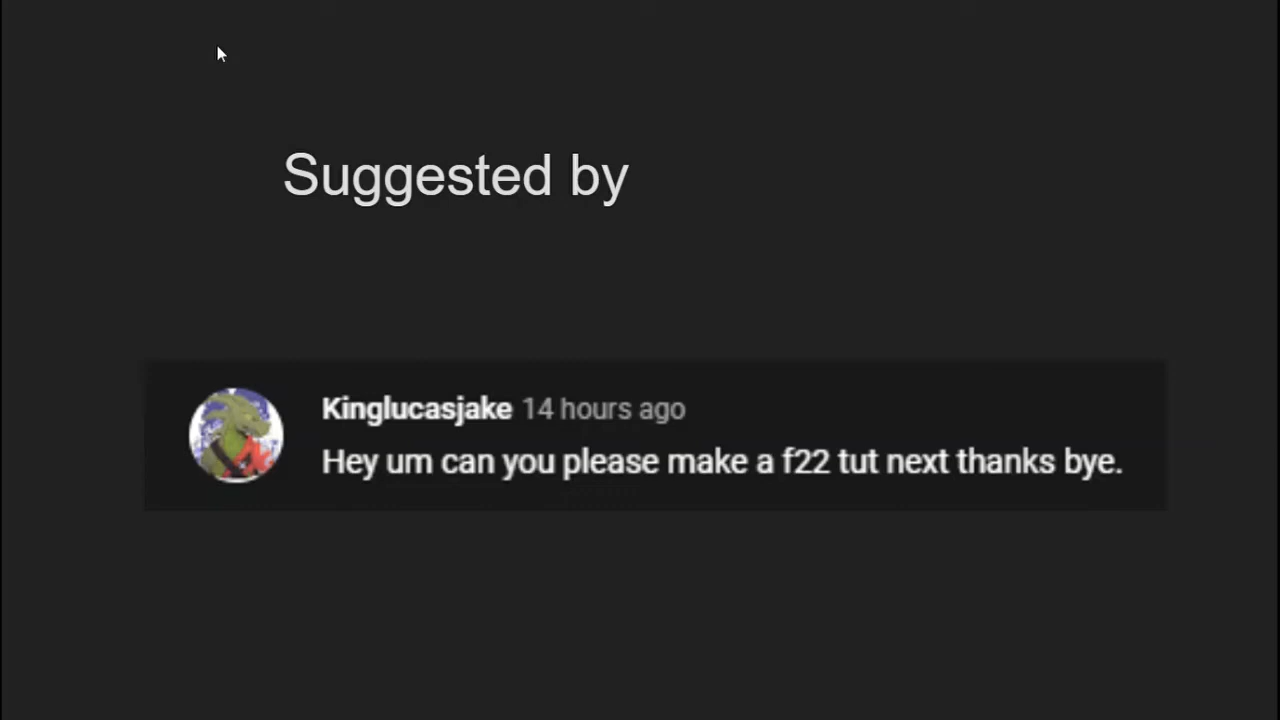 Suggested by
Kinglucasjake 14 hours ago
Hey um can you please make a f22 tut next thanks bye.